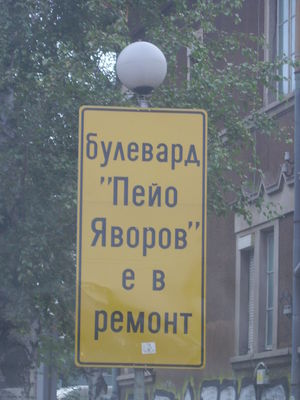 булевард
"Пейо
Яворов"
е в
ремонт